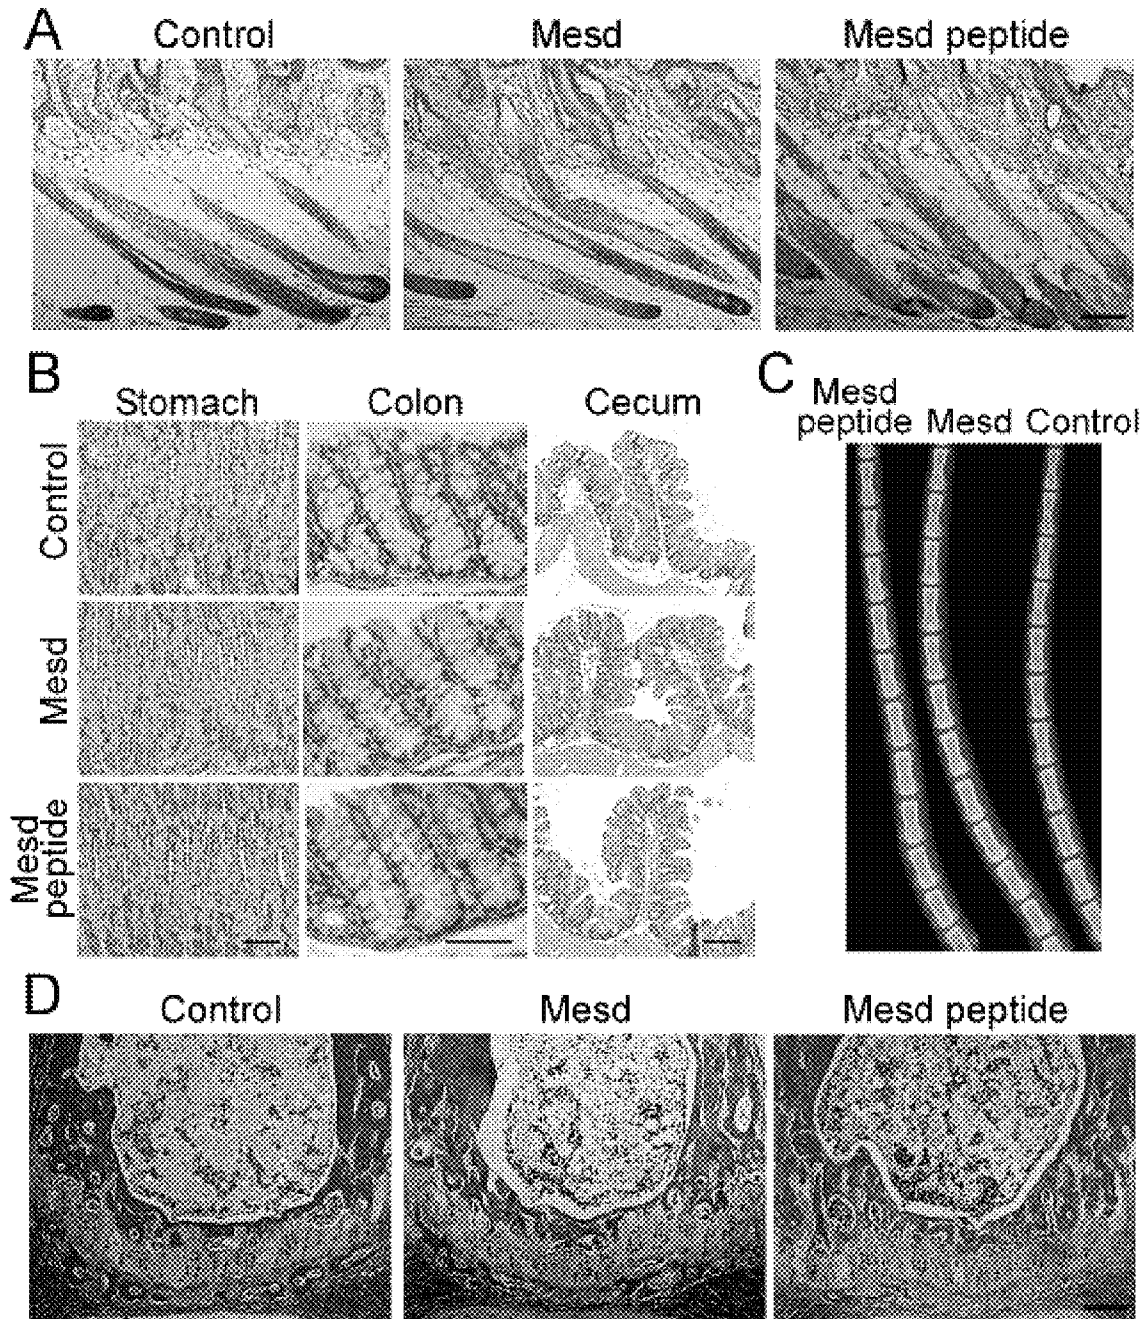 A
Control Mesd Mesd peptide
B
Stomach Colon Cecum
Control
Mesd
Mesd
peptide
C
Mesd
peptide Mesd Control
D
Control Mesd Mesd peptide